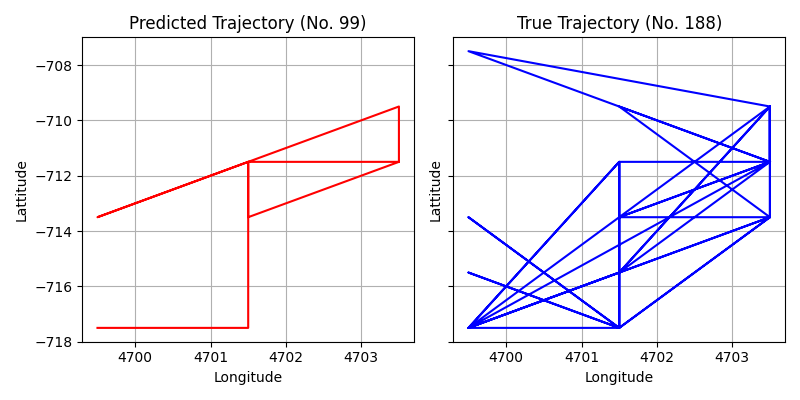 Predicted Trajectory (No. 99)
True Trajectory (No. 188)
−708
−710
−712
−714
−716
−718
Lattitude
Lattitude
4700 4701 4702 4703
4700 4701 4702 4703
Longitude
Longitude